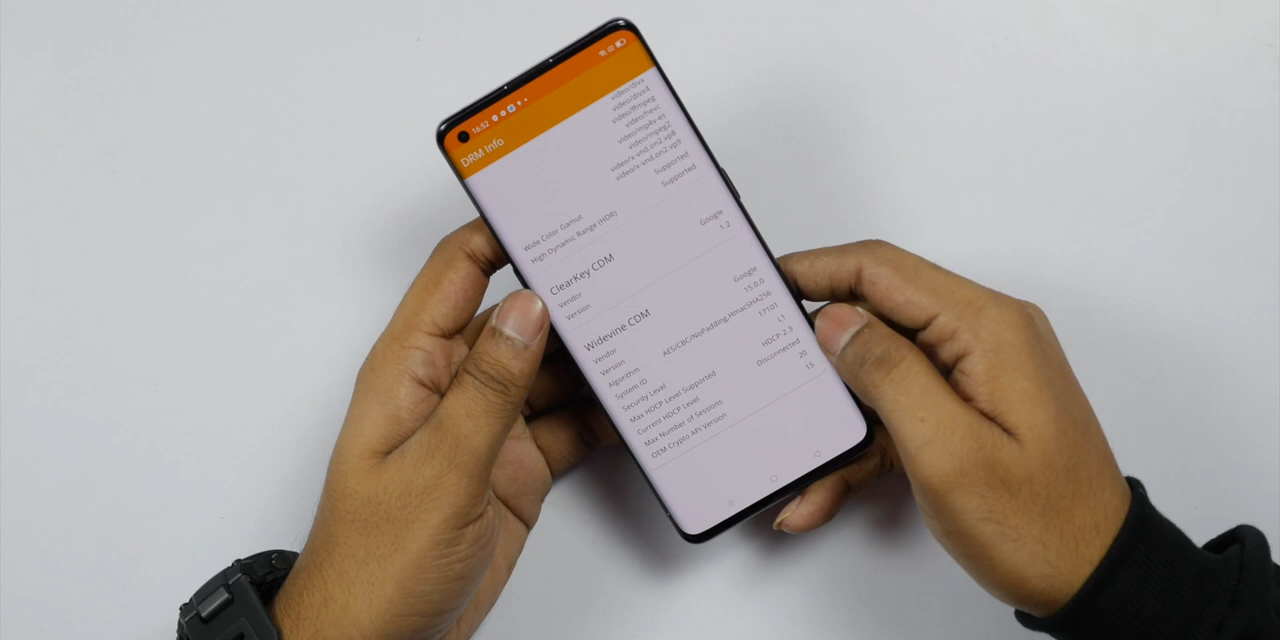 16:52
DRM Info
video/divx
video/divx4
video/ffmpeg
video/hevc
video/mp4v-es
video/mpeg2
video/x-vnd.on2.vp8
video/x-vnd.on2.vp9
Wide Color Gamut Supported
High Dynamic Range (HDR) Supported
ClearKey CDM
Vendor Google
Version 1.2
Widevine CDM
Vendor Google
Version 15.0.0
Algorithm AES/CBC/NoPadding,HmacSHA256
System ID 17101
Security Level L1
Max HDCP Level Supported HDCP-2.3
Current HDCP Level Disconnected
Max Number of Sessions 20
OEM Crypto API Version 15